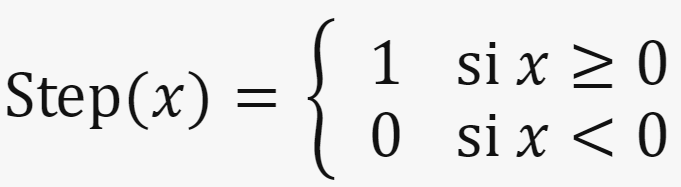 Step(x) = { 1 si x ≥ 0
0 si x < 0